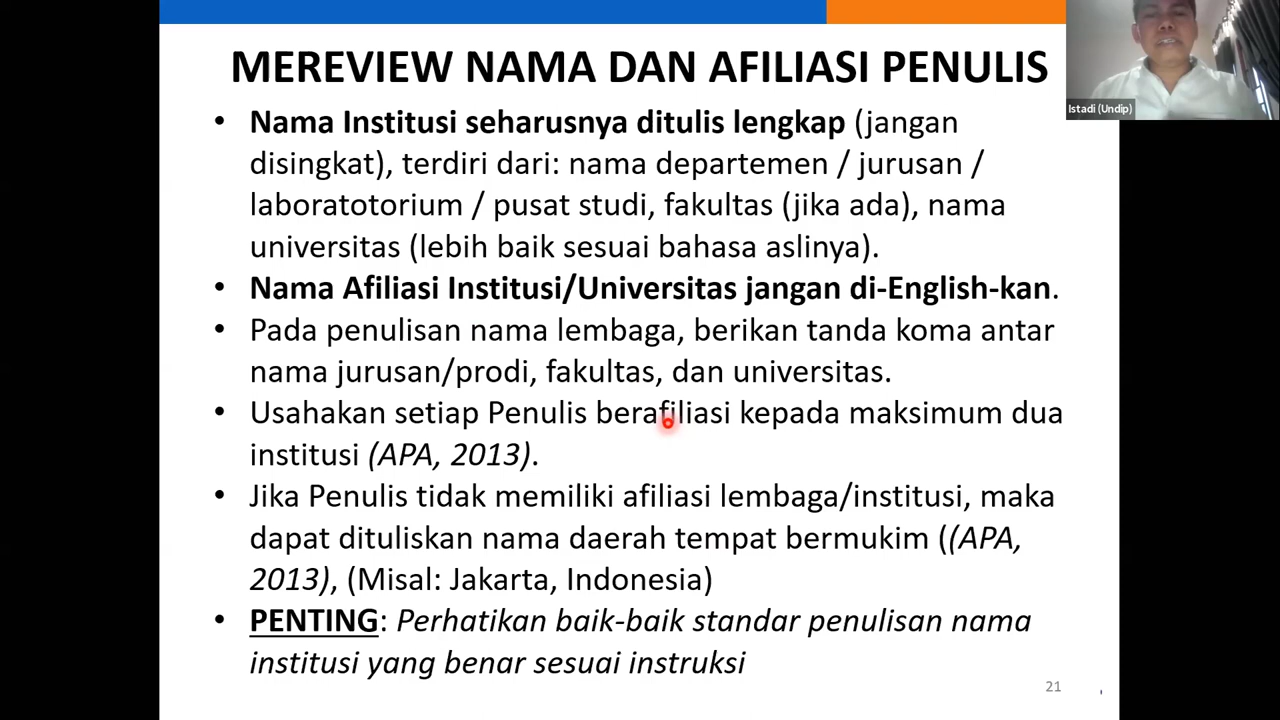 MEREVIEW NAMA DAN AFILIASI PENULIS
Istadi (Undip)
• Nama Institusi seharusnya ditulis lengkap (jangan
disingkat), terdiri dari: nama departemen / jurusan /
laboratotorium / pusat studi, fakultas (jika ada), nama
universitas (lebih baik sesuai bahasa aslinya).
• Nama Afiliasi Institusi/Universitas jangan di-English-kan.
• Pada penulisan nama lembaga, berikan tanda koma antar
nama jurusan/prodi, fakultas, dan universitas.
• Usahakan setiap Penulis berafiliasi kepada maksimum dua
institusi (APA, 2013).
• Jika Penulis tidak memiliki afiliasi lembaga/institusi, maka
dapat dituliskan nama daerah tempat bermukim ((APA,
2013), (Misal: Jakarta, Indonesia)
• PENTING: Perhatikan baik-baik standar penulisan nama
institusi yang benar sesuai instruksi
21